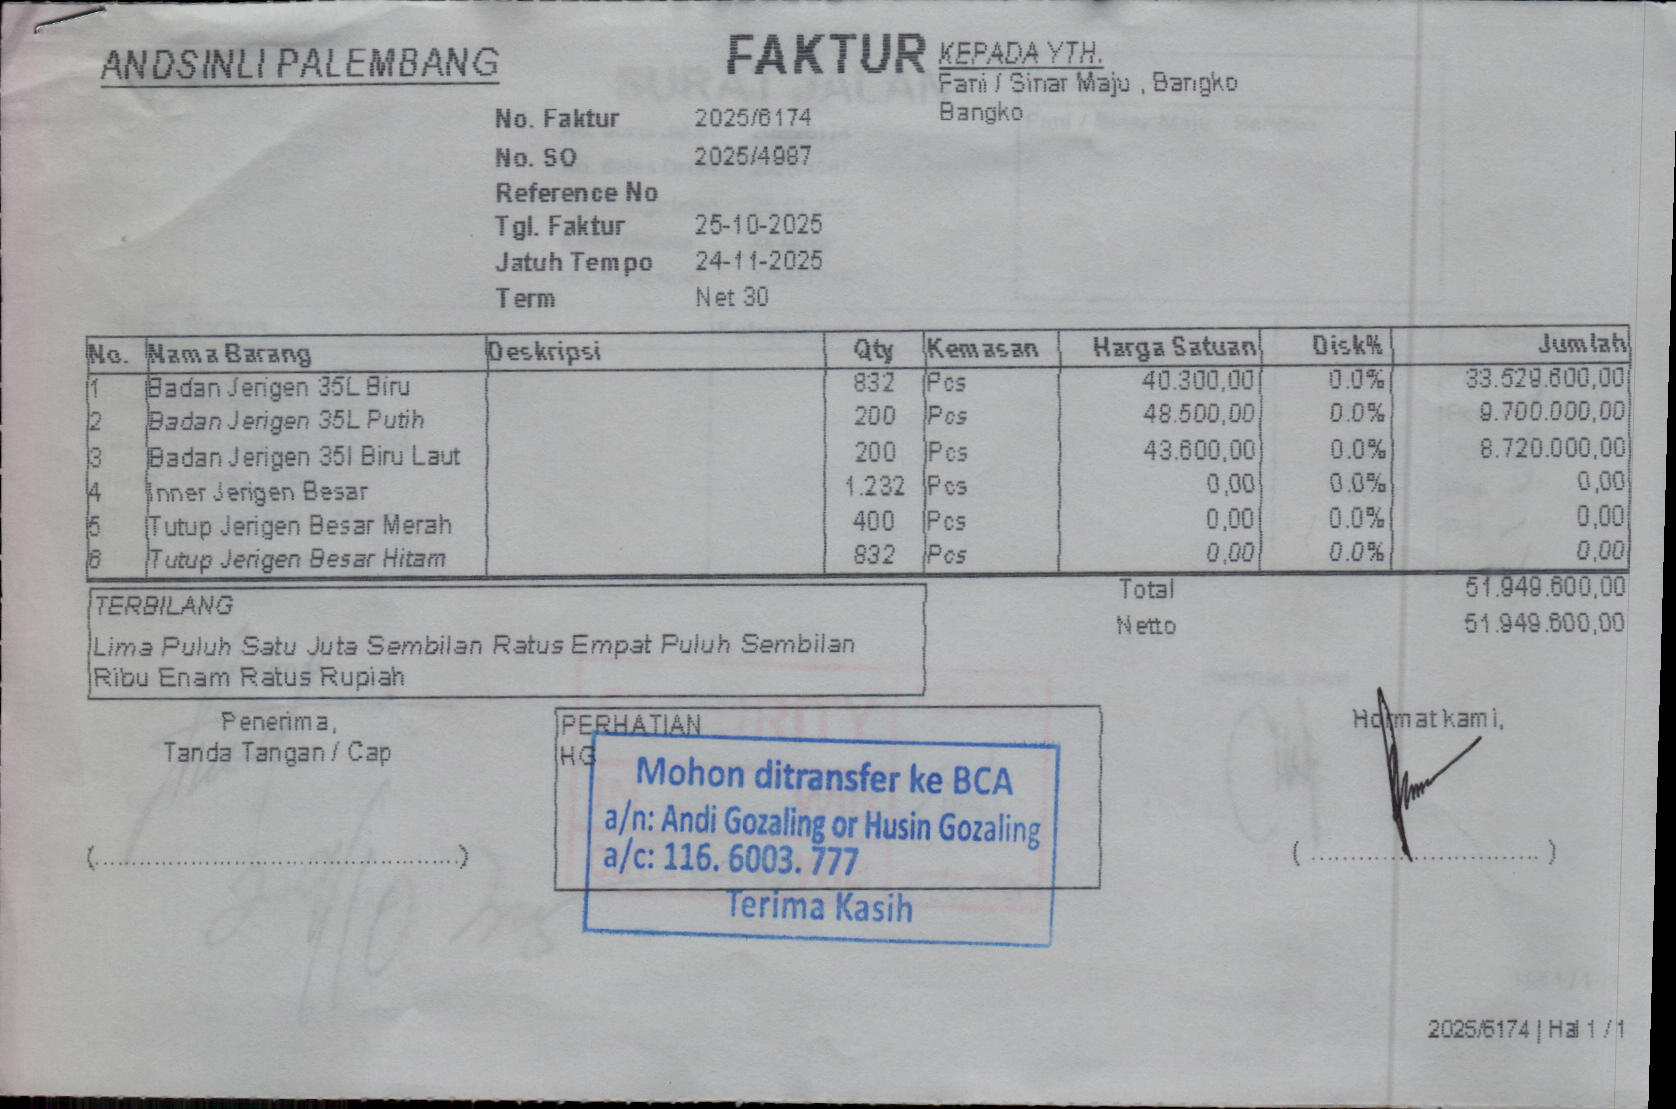 ANDSINLI PALEMBANG
FAKTUR
KEPADA YTH.
Fani / Sinar Maju , Bangko
Bangko
No. Faktur 2025/6174
No. SO 2025/4987
Reference No
Tgl. Faktur 25-10-2025
Jatuh Tempo 24-11-2025
Term Net 30
No. Nama Barang Deskripsi Qty Kemasan Harga Satuan Disk% Jumlah
1 Badan Jerigen 35L Biru 832 Pcs 40.300,00 0.0% 33.529.600,00
2 Badan Jerigen 35L Putih 200 Pcs 48.500,00 0.0% 9.700.000,00
3 Badan Jerigen 35l Biru Laut 200 Pcs 43.600,00 0.0% 8.720.000,00
4 Inner Jerigen Besar 1.232 Pcs 0,00 0.0% 0,00
5 Tutup Jerigen Besar Merah 400 Pcs 0,00 0.0% 0,00
6 Tutup Jerigen Besar Hitam 832 Pcs 0,00 0.0% 0,00
Total 51.949.600,00
Netto 51.949.600,00
TERBILANG
Lima Puluh Satu Juta Sembilan Ratus Empat Puluh Sembilan
Ribu Enam Ratus Rupiah
Penerima,
Tanda Tangan / Cap
(..........................................)
PERHATIAN
HG
Mohon ditransfer ke BCA
a/n: Andi Gozaling or Husin Gozaling
a/c: 116. 6003. 777
Terima Kasih
Hormat kami,
( .......................... )
2025/6174 | Hal 1 / 1